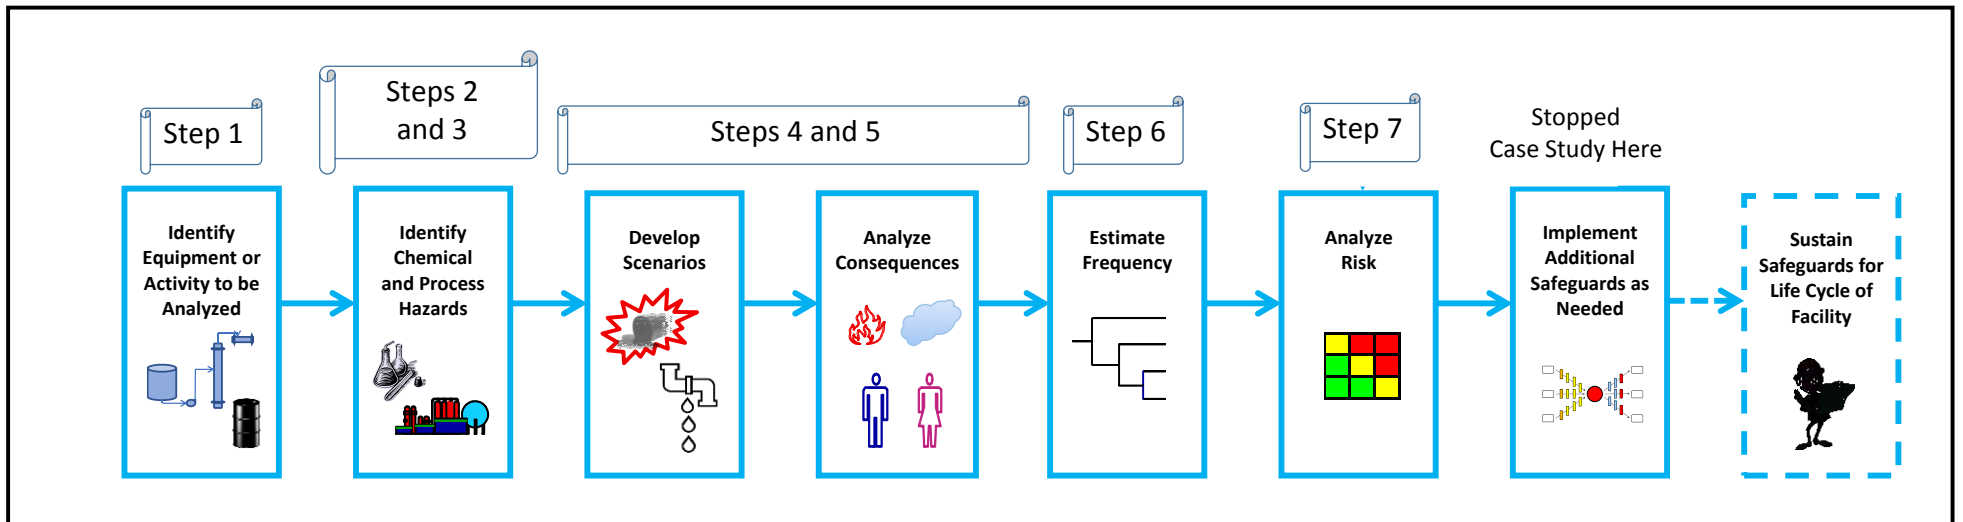 Step 1
Steps 2
and 3
Steps 4 and 5
Step 6
Step 7
Stopped
Case Study Here
Identify
Equipment or
Activity to be
Analyzed
Identify
Chemical
and Process
Hazards
Develop
Scenarios
Analyze
Consequences
Estimate
Frequency
Analyze
Risk
Implement
Additional
Safeguards as
Needed
Sustain
Safeguards for
Life Cycle of
Facility